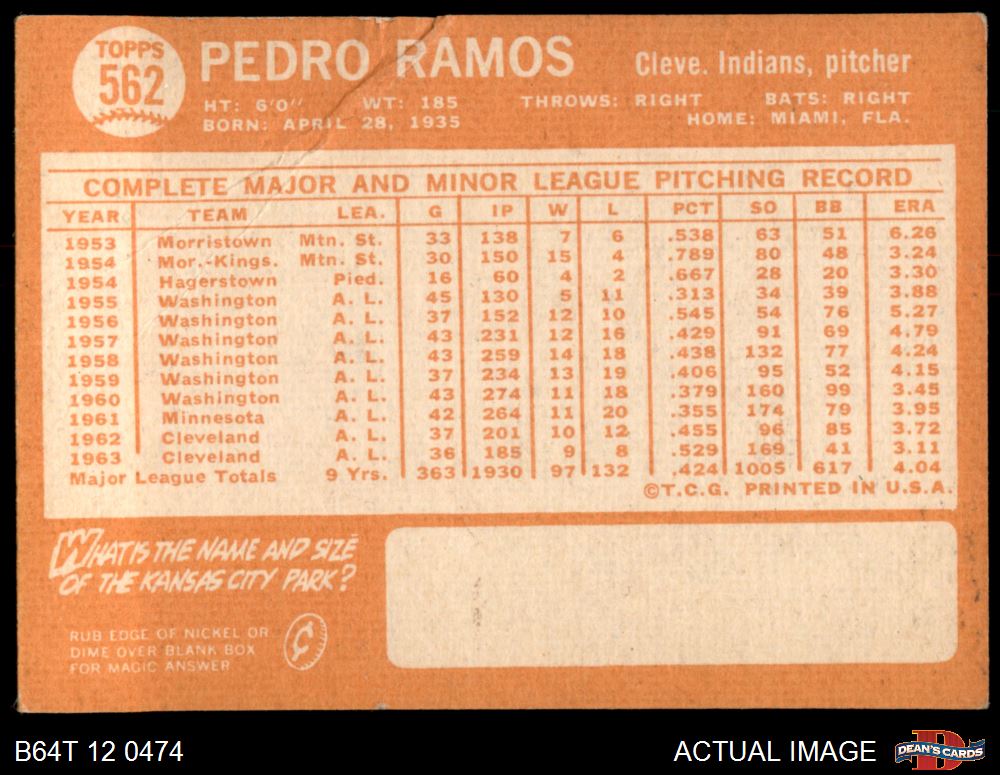 TOPPS
562
PEDRO RAMOS
Cleve. Indians, pitcher
HT: 6'0" WT: 185 THROWS: RIGHT BATS: RIGHT
BORN: APRIL 28, 1935 HOME: MIAMI, FLA.
COMPLETE MAJOR AND MINOR LEAGUE PITCHING RECORD
YEAR TEAM LEA. G IP W L PCT SO BB ERA
1953 Morristown Mtn. St. 33 138 7 6 .538 63 51 6.26
1954 Mor.-Kings. Mtn. St. 30 150 15 4 .789 80 48 3.24
1954 Hagerstown Pied. 16 60 4 2 .667 28 20 3.30
1955 Washington A. L. 45 130 5 11 .313 34 39 3.88
1956 Washington A. L. 37 152 12 10 .545 54 76 5.27
1957 Washington A. L. 43 231 12 16 .429 91 69 4.79
1958 Washington A. L. 43 259 14 18 .438 132 77 4.24
1959 Washington A. L. 37 234 13 19 .406 95 52 4.15
1960 Washington A. L. 43 274 11 18 .379 160 99 3.45
1961 Minnesota A. L. 42 264 11 20 .355 174 79 3.95
1962 Cleveland A. L. 37 201 10 12 .455 96 85 3.72
1963 Cleveland A. L. 36 185 9 8 .529 169 41 3.11
Major League Totals 9 Yrs. 363 1930 97 132 .424 1005 617 4.04
©T.C.G. PRINTED IN U.S.A.
WHAT IS THE NAME AND SIZE
OF THE KANSAS CITY PARK?
RUB EDGE OF NICKEL OR
DIME OVER BLANK BOX
FOR MAGIC ANSWER
¢
B64T 12 0474
ACTUAL IMAGE
D
DEAN'S CARDS